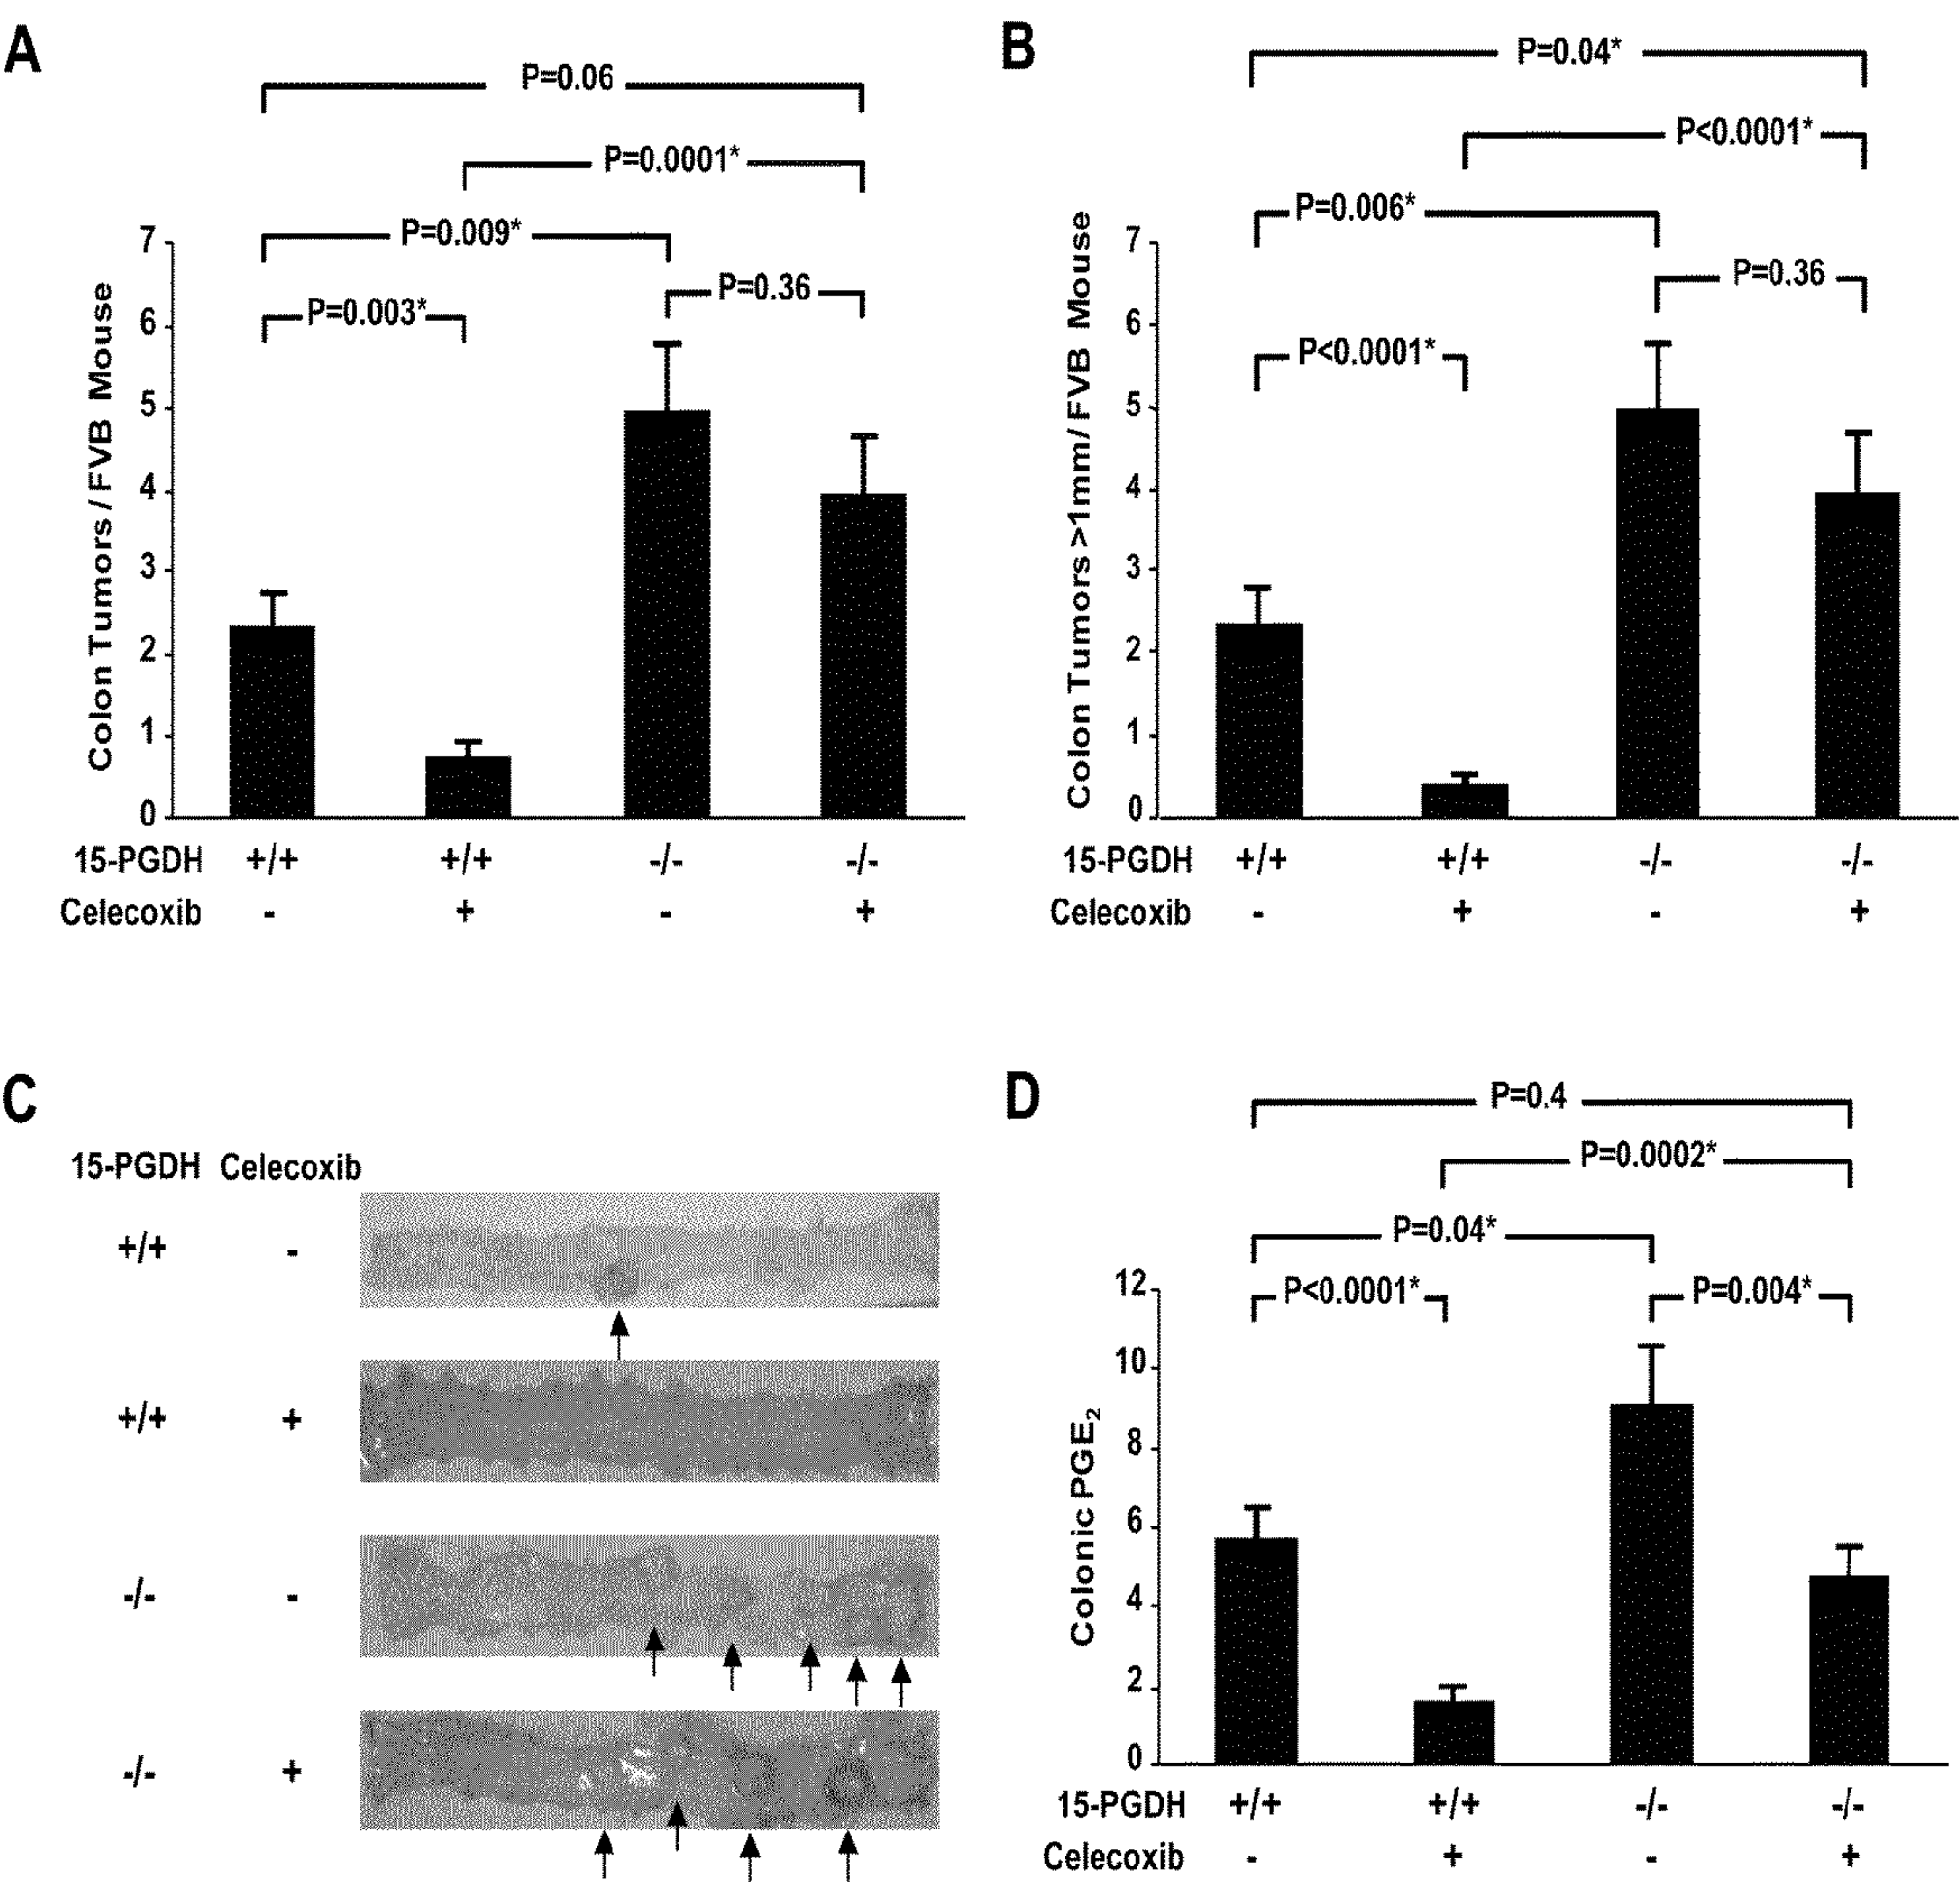 A
P=0.06
P=0.0001*
P=0.009*
P=0.36
P=0.003*
Colon Tumors / FVB Mouse
7
6
5
4
3
2
1
0
15-PGDH +/+ +/+ -/- -/-
Celecoxib - + - +
B
P=0.04*
P<0.0001*
P=0.006*
P=0.36
P<0.0001*
Colon Tumors >1mm/ FVB Mouse
7
6
5
4
3
2
1
0
15-PGDH +/+ +/+ -/- -/-
Celecoxib - + - +
C
15-PGDH Celecoxib
+/+ -
+/+ +
-/- -
-/- +
D
P=0.4
P=0.0002*
P=0.04*
P<0.0001*
P=0.004*
Colonic PGE₂
12
10
8
6
4
2
0
15-PGDH +/+ +/+ -/- -/-
Celecoxib - + - +